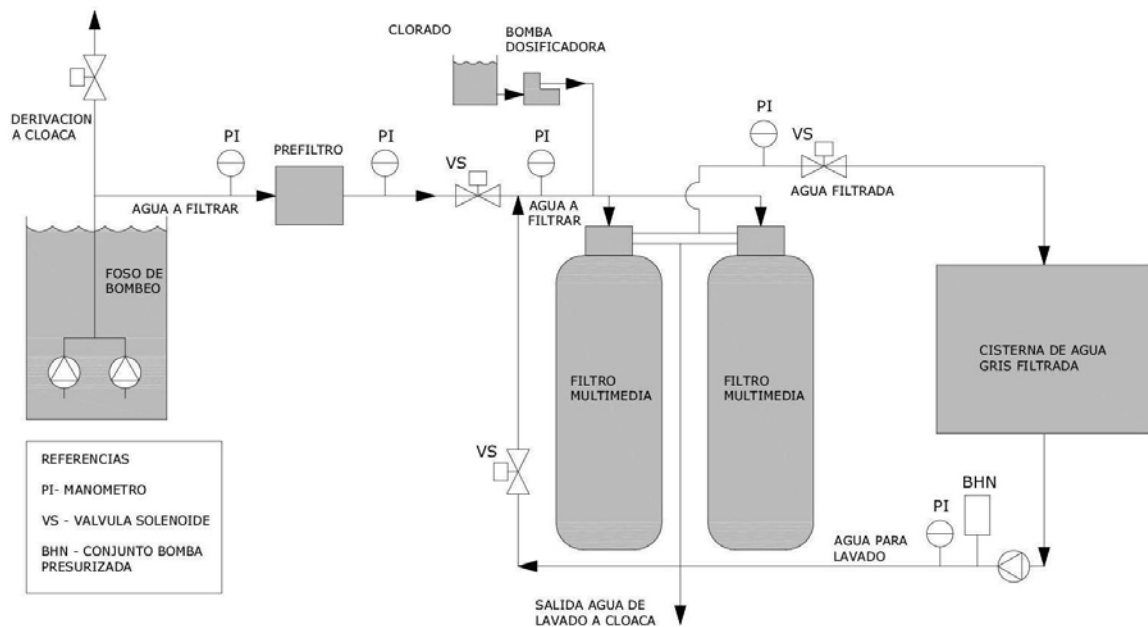 CLORADO
BOMBA
DOSIFICADORA
DERIVACION
A CLOACA
PI
PREFILTRO
PI
VS
PI
PI
VS
AGUA A FILTRAR
AGUA A
FILTRAR
AGUA FILTRADA
FOSO DE
BOMBEO
FILTRO
MULTIMEDIA
FILTRO
MULTIMEDIA
CISTERNA DE AGUA
GRIS FILTRADA
REFERENCIAS
PI- MANOMETRO
VS - VALVULA SOLENOIDE
BHN - CONJUNTO BOMBA
PRESURIZADA
VS
PI
BHN
AGUA PARA
LAVADO
SALIDA AGUA DE
LAVADO A CLOACA